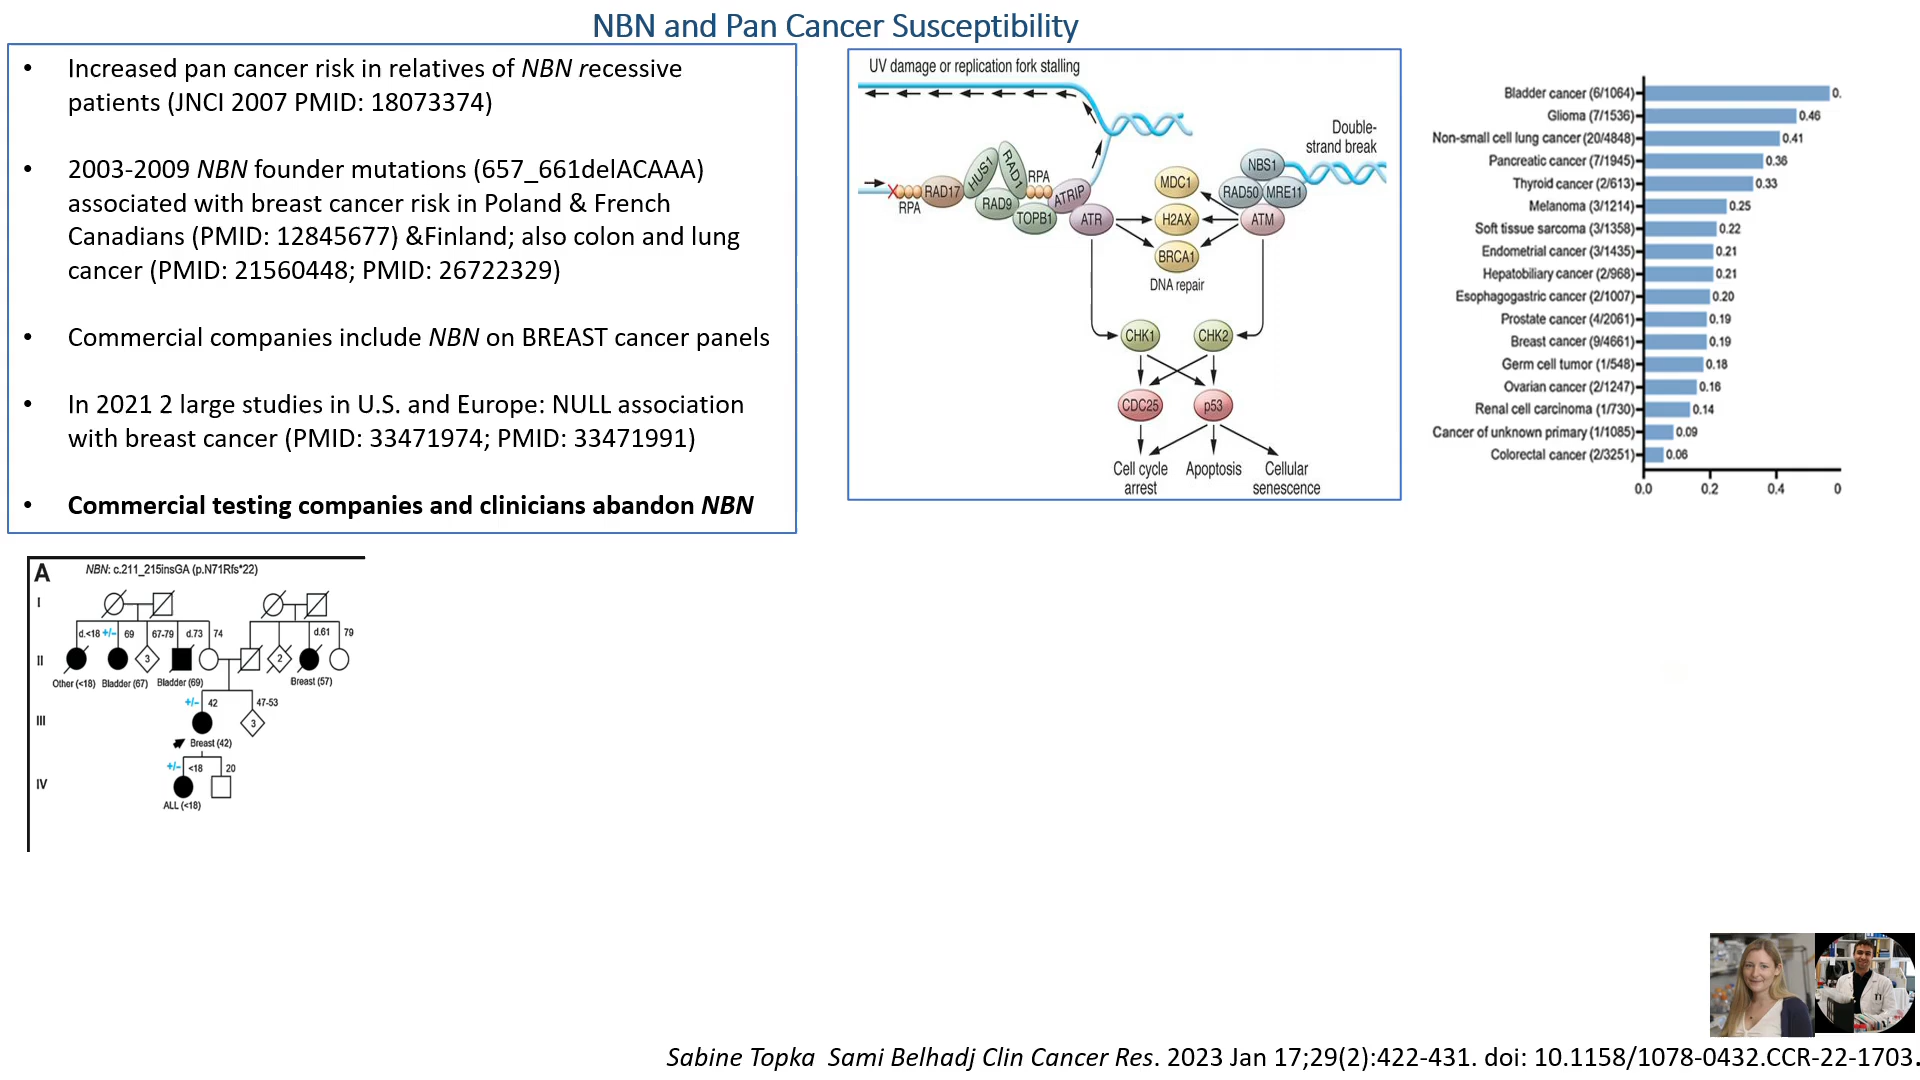 NBN and Pan Cancer Susceptibility
• Increased pan cancer risk in relatives of NBN recessive
patients (JNCI 2007 PMID: 18073374)
• 2003-2009 NBN founder mutations (657_661delACAAA)
associated with breast cancer risk in Poland & French
Canadians (PMID: 12845677) &Finland; also colon and lung
cancer (PMID: 21560448; PMID: 26722329)
• Commercial companies include NBN on BREAST cancer panels
• In 2021 2 large studies in U.S. and Europe: NULL association
with breast cancer (PMID: 33471974; PMID: 33471991)
• Commercial testing companies and clinicians abandon NBN
UV damage or replication fork stalling
Double-
strand break
RPA
RAD17
HUS1
RAD1
RAD9
RPA
TOPB1
ATRIP
ATR
MDC1
H2AX
BRCA1
DNA repair
NBS1
RAD50
MRE11
ATM
CHK1
CHK2
CDC25
p53
Cell cycle
arrest
Apoptosis
Cellular
senescence
Bladder cancer (6/1064) 0.
Glioma (7/1536) 0.46
Non-small cell lung cancer (20/4848) 0.41
Pancreatic cancer (7/1945) 0.36
Thyroid cancer (2/613) 0.33
Melanoma (3/1214) 0.25
Soft tissue sarcoma (3/1358) 0.22
Endometrial cancer (3/1435) 0.21
Hepatobiliary cancer (2/968) 0.21
Esophagogastric cancer (2/1007) 0.20
Prostate cancer (4/2061) 0.19
Breast cancer (9/4661) 0.19
Germ cell tumor (1/548) 0.18
Ovarian cancer (2/1247) 0.16
Renal cell carcinoma (1/730) 0.14
Cancer of unknown primary (1/1085) 0.09
Colorectal cancer (2/3251) 0.06
0.0 0.2 0.4 0
A
NBN: c.211_215insGA (p.N71Rfs*22)
I
d.<18 +/- 69 67-79 d.73 74 d.61 79
II 3 2
Other (<18) Bladder (67) Bladder (69) Breast (57)
+/- 42 47-53
III 3
Breast (42)
+/- <18 20
IV
ALL (<18)
Sabine Topka Sami Belhadj Clin Cancer Res. 2023 Jan 17;29(2):422-431. doi: 10.1158/1078-0432.CCR-22-1703.